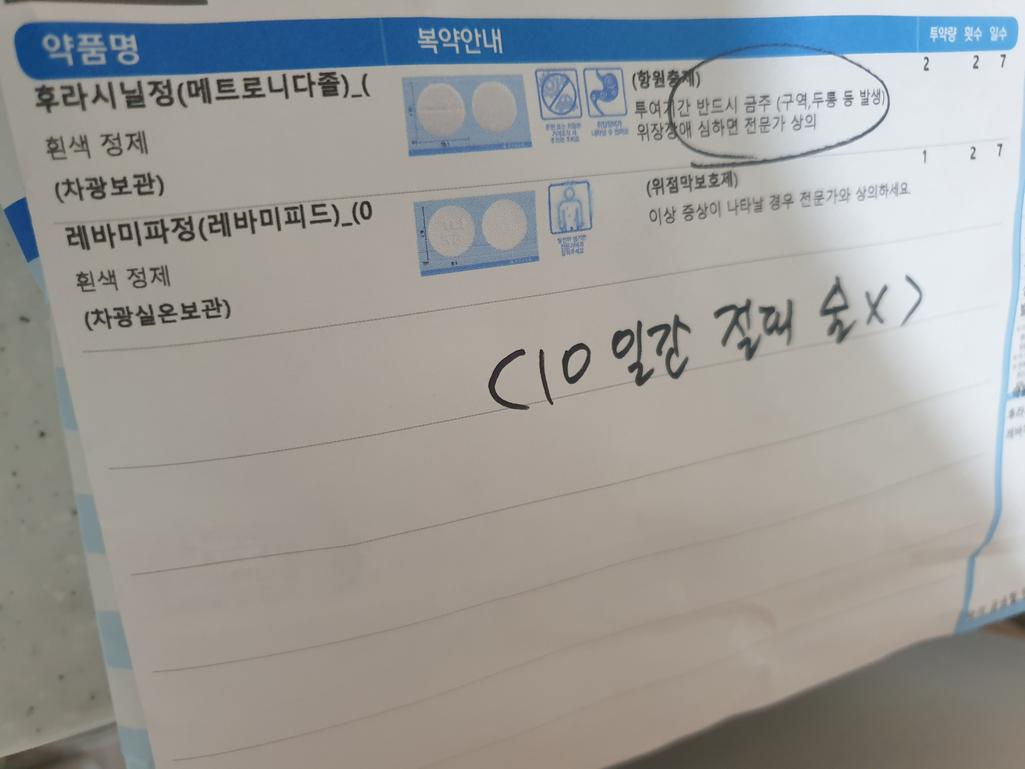 약품명 복약안내 투약량 횟수 일수
후라시닐정(메트로니다졸)_( (항원충제) 2 2 7
흰색 정제 투여기간 반드시 금주 (구역,두통 등 발생)
(차광보관) 위장장애 심하면 전문가 상의
레바미파정(레바미피드)_(0 (위점막보호제) 1 2 7
흰색 정제 이상 증상이 나타날 경우 전문가와 상의하세요.
(차광실온보관)
(10일간 절대 술X)